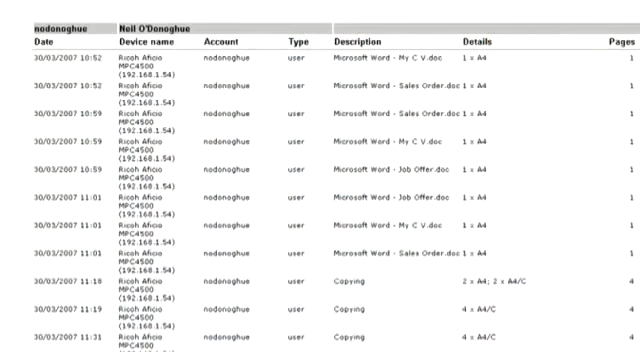 nodonoghue Neil O'Donoghue
Date Device name Account Type Description Details Pages
30/03/2007 10:52 Ricoh Aficio nodonoghue user Microsoft Word - My C V.doc 1 x A4 1
MPC4500
(192.168.1.54)
30/03/2007 10:52 Ricoh Aficio nodonoghue user Microsoft Word - Sales Order.doc 1 x A4 1
MPC4500
(192.168.1.54)
30/03/2007 10:59 Ricoh Aficio nodonoghue user Microsoft Word - Sales Order.doc 1 x A4 1
MPC4500
(192.168.1.54)
30/03/2007 10:59 Ricoh Aficio nodonoghue user Microsoft Word - My C V.doc 1 x A4 1
MPC4500
(192.168.1.54)
30/03/2007 10:59 Ricoh Aficio nodonoghue user Microsoft Word - Job Offer.doc 1 x A4 1
MPC4500
(192.168.1.54)
30/03/2007 11:01 Ricoh Aficio nodonoghue user Microsoft Word - Job Offer.doc 1 x A4 1
MPC4500
(192.168.1.54)
30/03/2007 11:01 Ricoh Aficio nodonoghue user Microsoft Word - My C V.doc 1 x A4 1
MPC4500
(192.168.1.54)
30/03/2007 11:01 Ricoh Aficio nodonoghue user Microsoft Word - Sales Order.doc 1 x A4 1
MPC4500
(192.168.1.54)
30/03/2007 11:18 Ricoh Aficio nodonoghue user Copying 2 x A4; 2 x A4/C 4
MPC4500
(192.168.1.54)
30/03/2007 11:19 Ricoh Aficio nodonoghue user Copying 4 x A4/C 4
MPC4500
(192.168.1.54)
30/03/2007 11:31 Ricoh Aficio nodonoghue user Copying 4 x A4/C 4
MPC4500